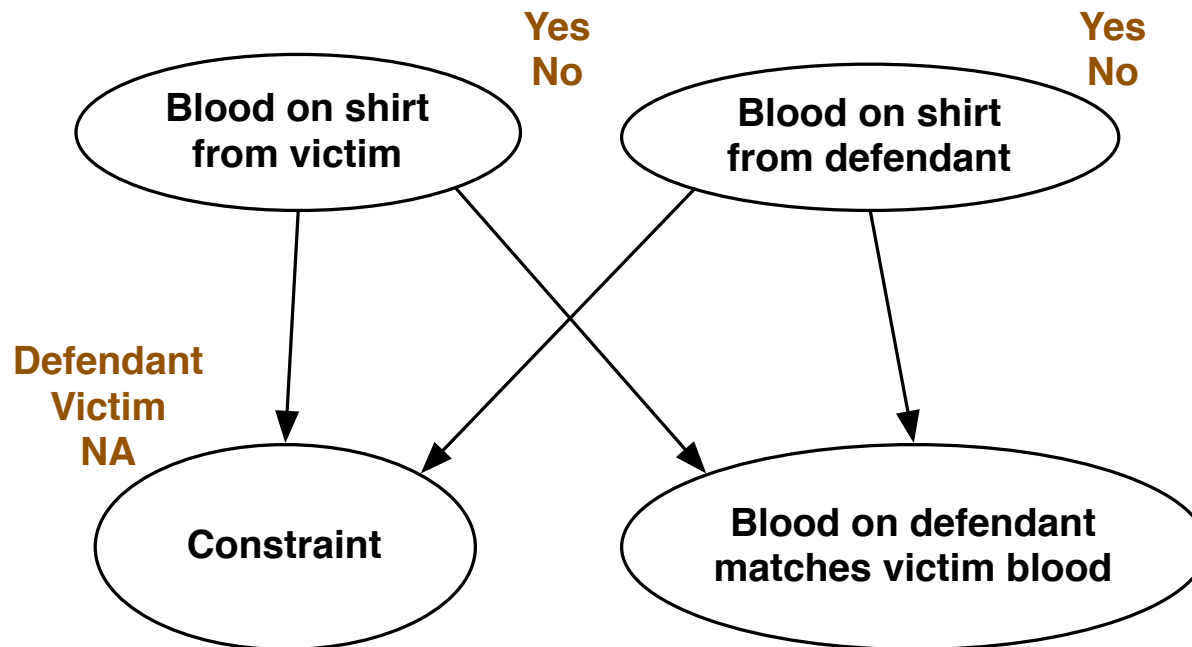 Yes
No
Yes
No
Blood on shirt
from victim
Blood on shirt
from defendant
Defendant
Victim
NA
Constraint
Blood on defendant
matches victim blood